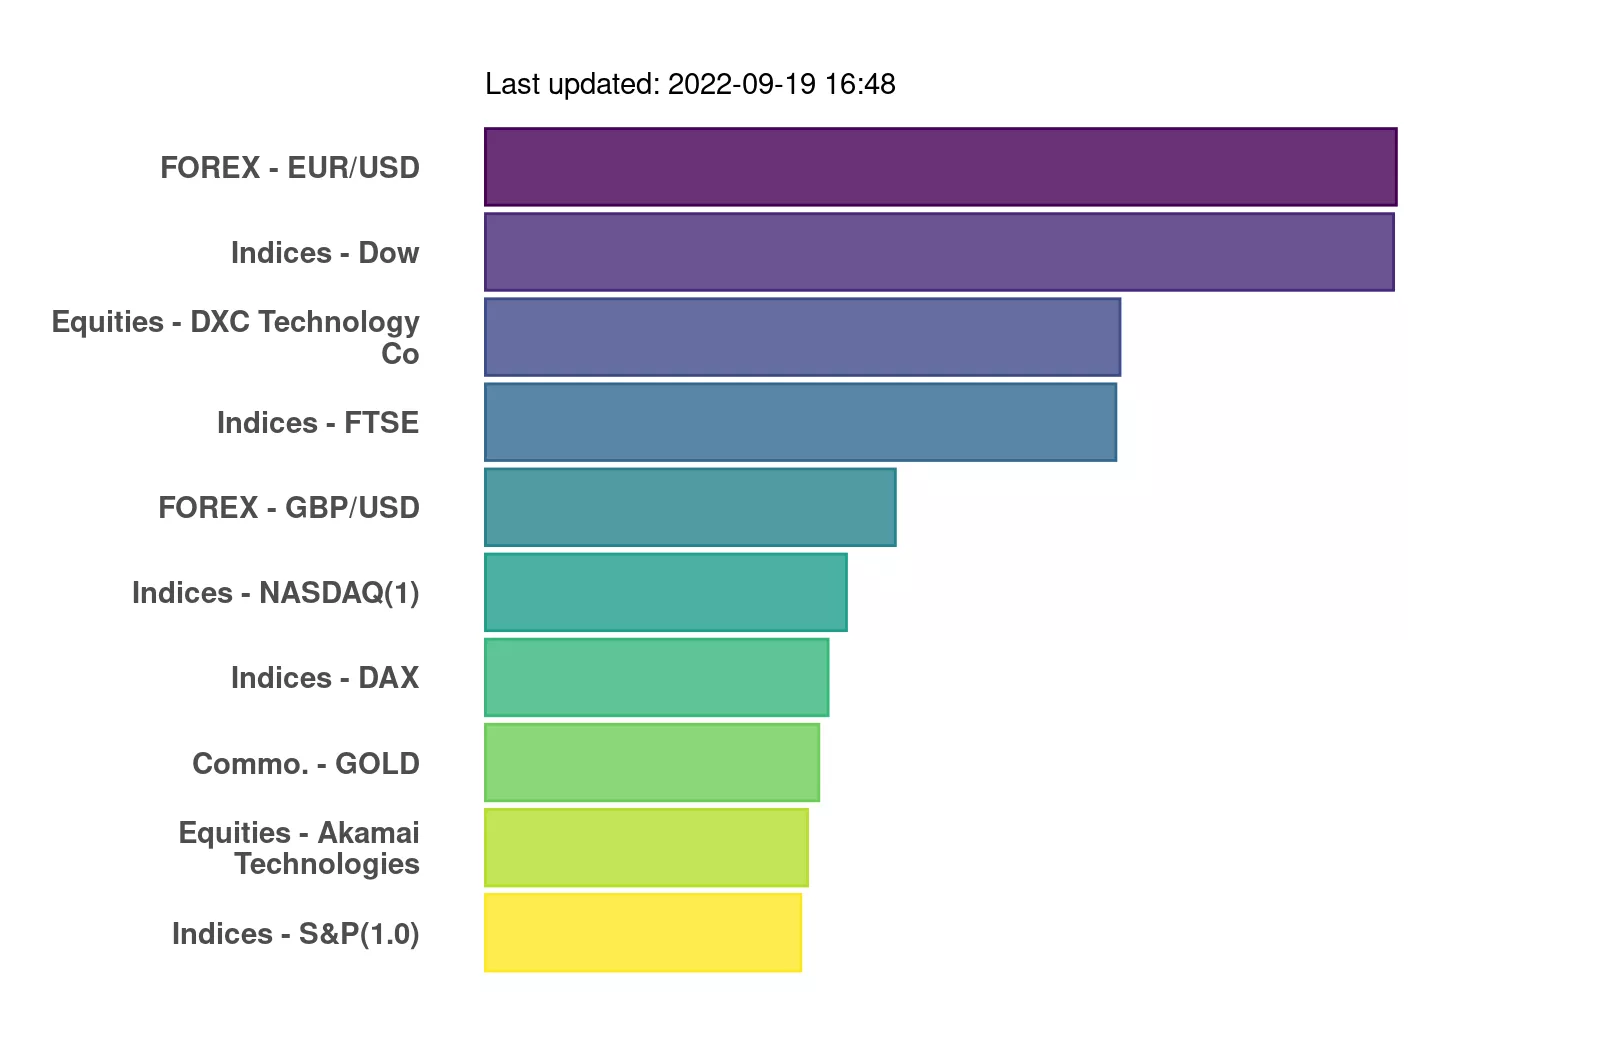 Last updated: 2022-09-19 16:48
FOREX - EUR/USD
Indices - Dow
Equities - DXC Technology
Co
Indices - FTSE
FOREX - GBP/USD
Indices - NASDAQ(1)
Indices - DAX
Commo. - GOLD
Equities - Akamai
Technologies
Indices - S&P(1.0)